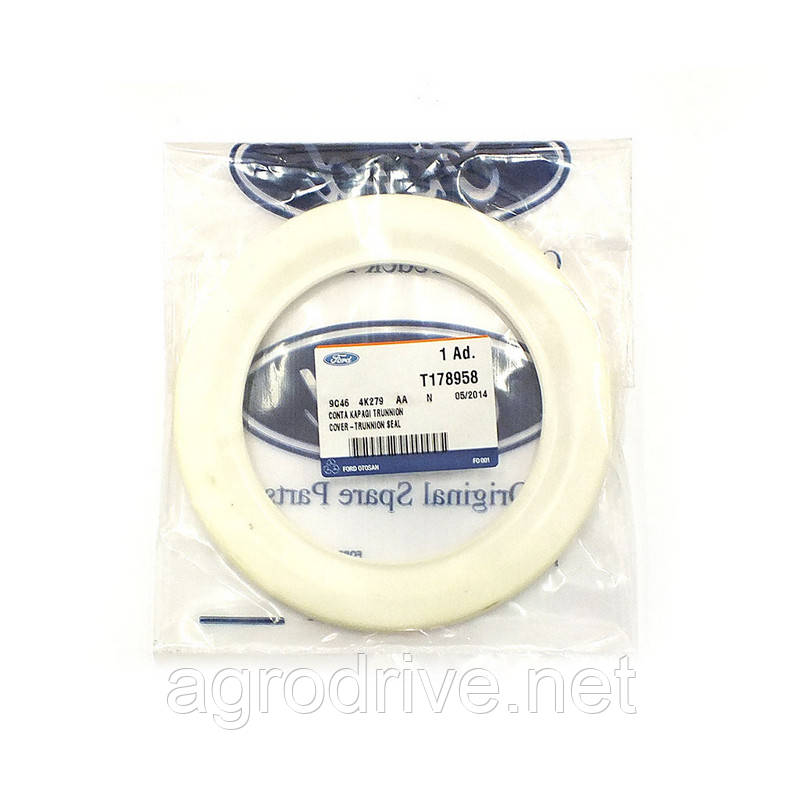 Ford
1 Ad.
T178958
9C46 4K279 AA N 05/2014
CONTA KAPAGI TRUNNION
COVER-TRUNNION SEAL
FORD OTOSAN FO/001
Original Spare Parts
agrodrive.net